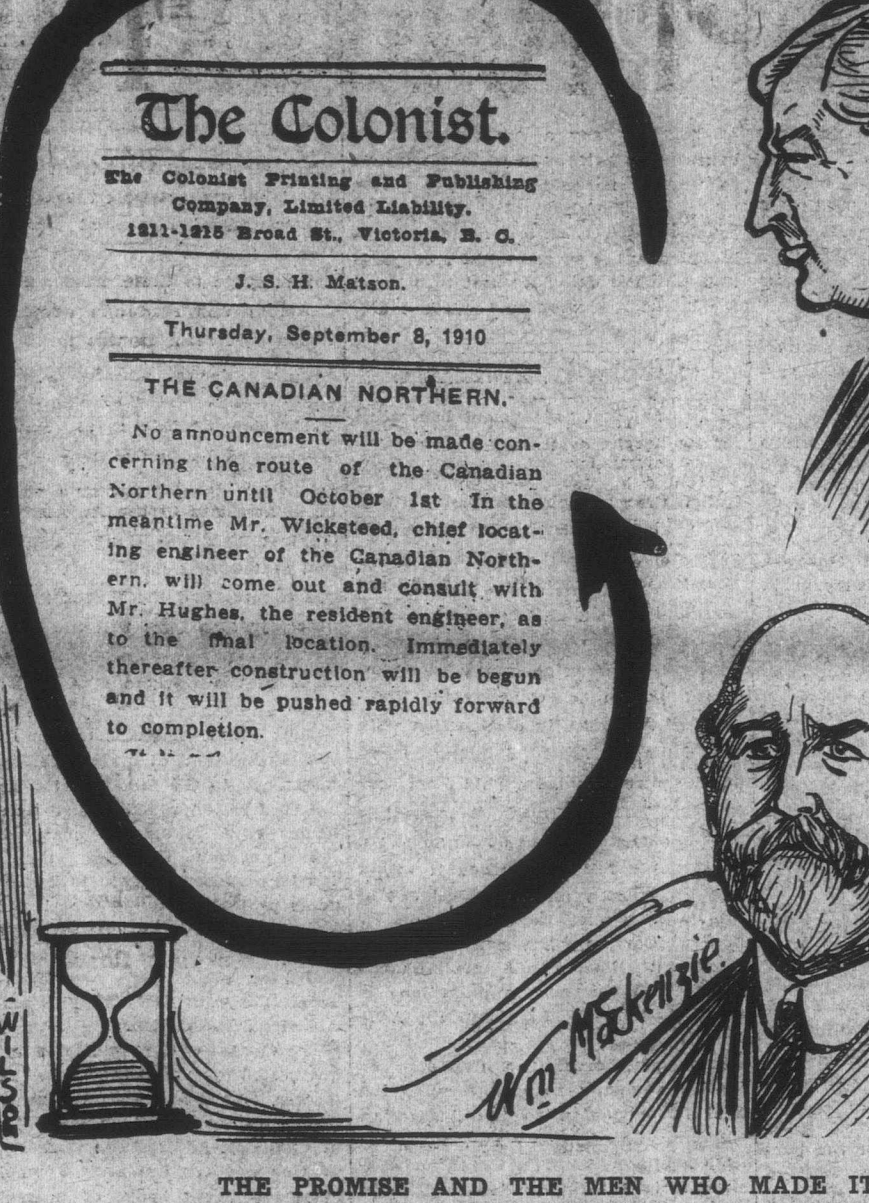 The Colonist.
The Colonist Printing and Publishing
Company, Limited Liability.
1211-1215 Broad St., Victoria, B. C.
J. S. H. Matson.
Thursday, September 8, 1910
THE CANADIAN NORTHERN.
No announcement will be made con-
cerning the route of the Canadian
Northern until October 1st In the
meantime Mr. Wicksteed, chief locat-
ing engineer of the Canadian North-
ern, will come out and consult with
Mr. Hughes, the resident engineer, as
to the final location. Immediately
thereafter construction will be begun
and it will be pushed rapidly forward
to completion.
Wm McKenzie.
THE PROMISE AND THE MEN WHO MADE IT